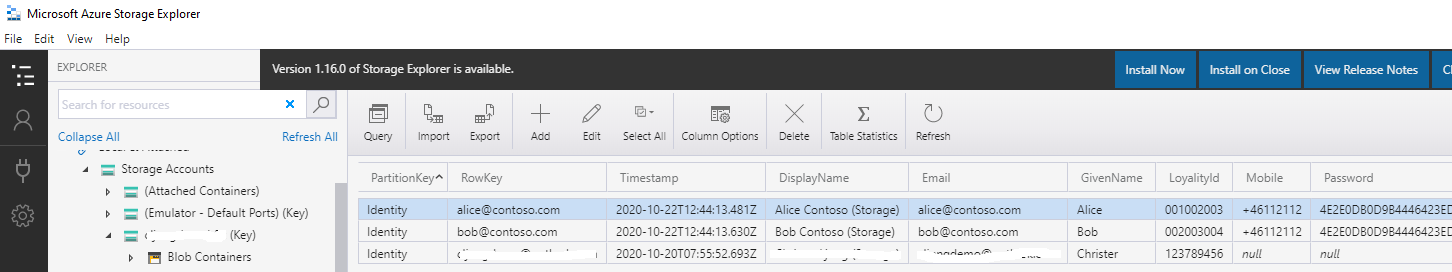 Microsoft Azure Storage Explorer
File Edit View Help
EXPLORER
Version 1.16.0 of Storage Explorer is available.
Install Now Install on Close View Release Notes
Search for resources
Collapse All Refresh All
Query Import Export Add Edit Select All Column Options Delete Table Statistics Refresh
Storage Accounts
(Attached Containers)
(Emulator - Default Ports) (Key)
(Key)
Blob Containers
PartitionKey RowKey Timestamp DisplayName Email GivenName LoyalityId Mobile Password
Identity alice@contoso.com 2020-10-22T12:44:13.481Z Alice Contoso (Storage) alice@contoso.com Alice 001002003 +46112112 4E2E0DB0D9B4446423ED
Identity bob@contoso.com 2020-10-22T12:44:13.630Z Bob Contoso (Storage) bob@contoso.com Bob 002003004 +46112112 4E2E0DB0D9B4446423ED
Identity 2020-10-20T07:55:52.693Z Christer 123789456 null null